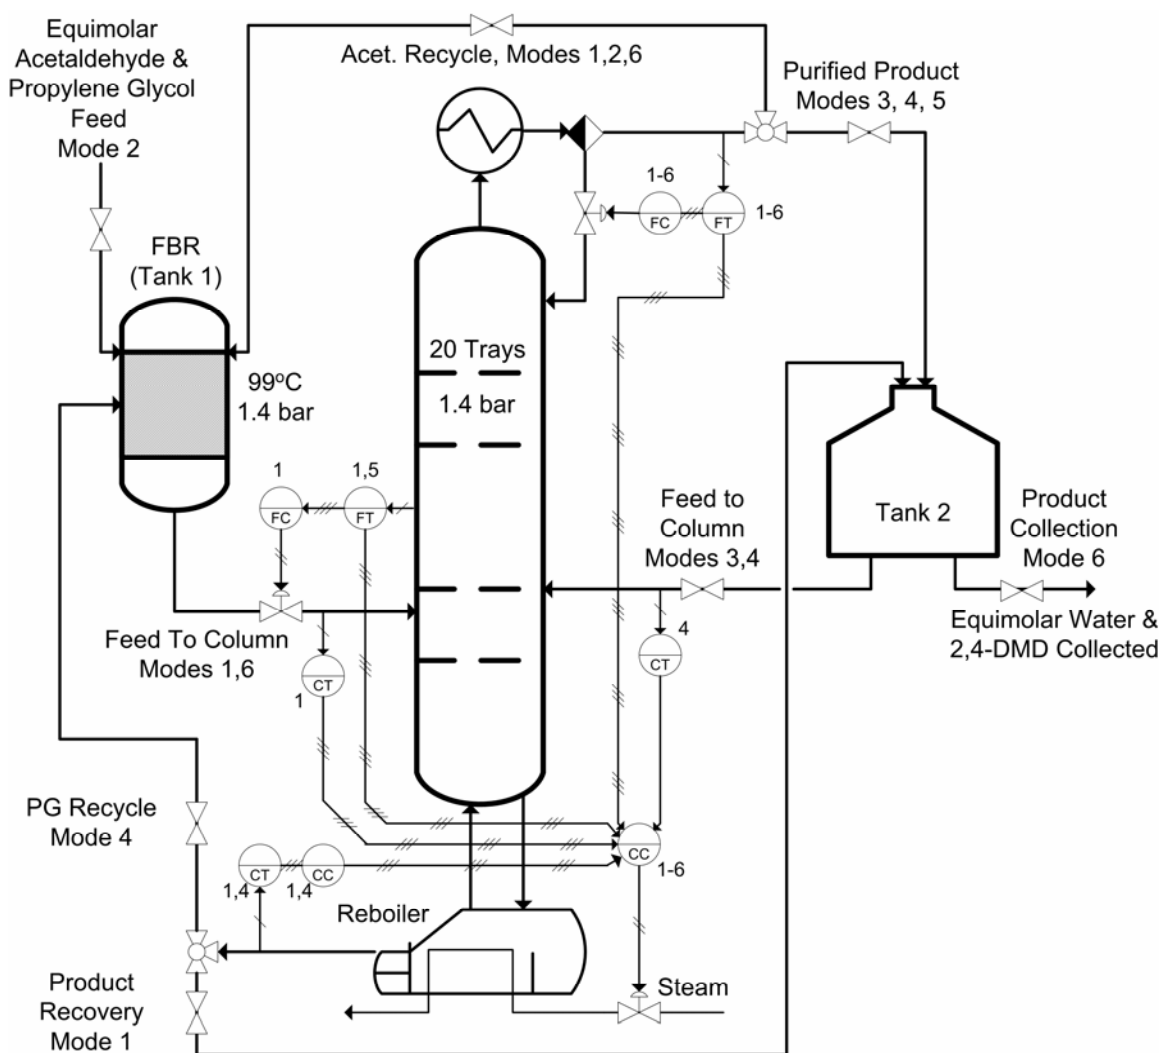 Equimolar
Acetaldehyde &
Propylene Glycol
Feed
Mode 2
Acet. Recycle, Modes 1,2,6
Purified Product
Modes 3, 4, 5
1-6
FC
FT
1-6
FBR
(Tank 1)
99ºC
1.4 bar
20 Trays
1.4 bar
1
FC
1,5
FT
Feed to
Column
Modes 3,4
Tank 2
Product
Collection
Mode 6
Equimolar Water &
2,4-DMD Collected
Feed To Column
Modes 1,6
CT
1
4
CT
PG Recycle
Mode 4
CT
1,4
CC
1,4
CC
1-6
Reboiler
Steam
Product
Recovery
Mode 1